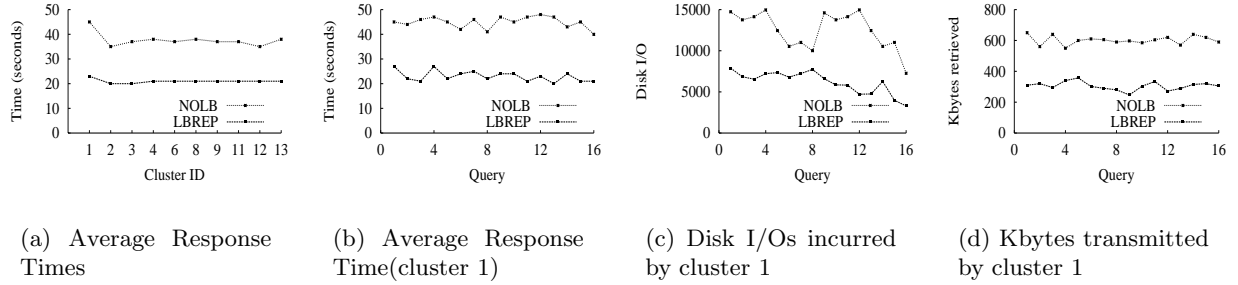 50
40
30
20
10
0
Time (seconds)
NOLB
LBREP
1 2 3 4 6 8 9 11 12 13
Cluster ID
(a) Average Response
Times
50
40
30
20
10
0
Time (seconds)
NOLB
LBREP
0 4 8 12 16
Query
(b) Average Response
Time(cluster 1)
15000
10000
5000
0
Disk I/O
NOLB
LBREP
0 4 8 12 16
Query
(c) Disk I/Os incurred
by cluster 1
800
600
400
200
0
Kbytes retrieved
NOLB
LBREP
0 4 8 12 16
Query
(d) Kbytes transmitted
by cluster 1